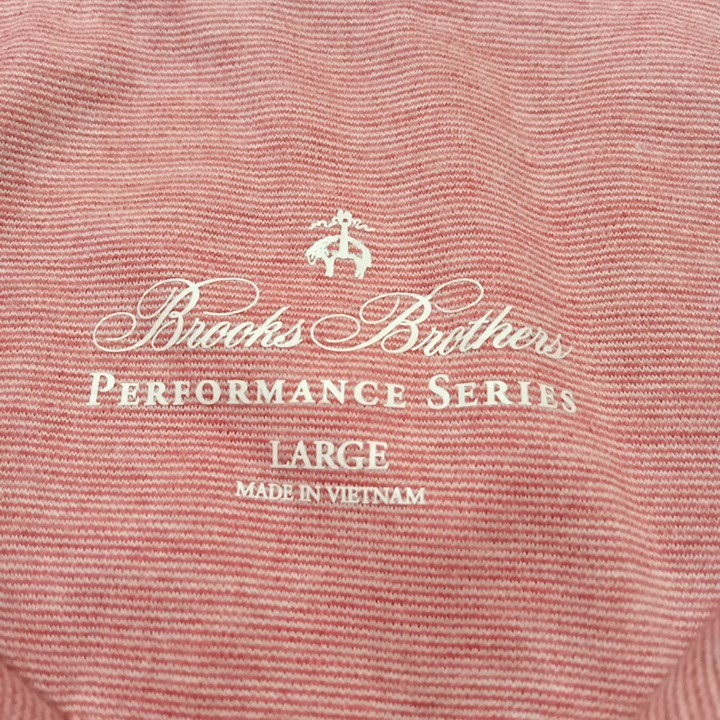 Brooks Brothers
PERFORMANCE SERIES
LARGE
MADE IN VIETNAM